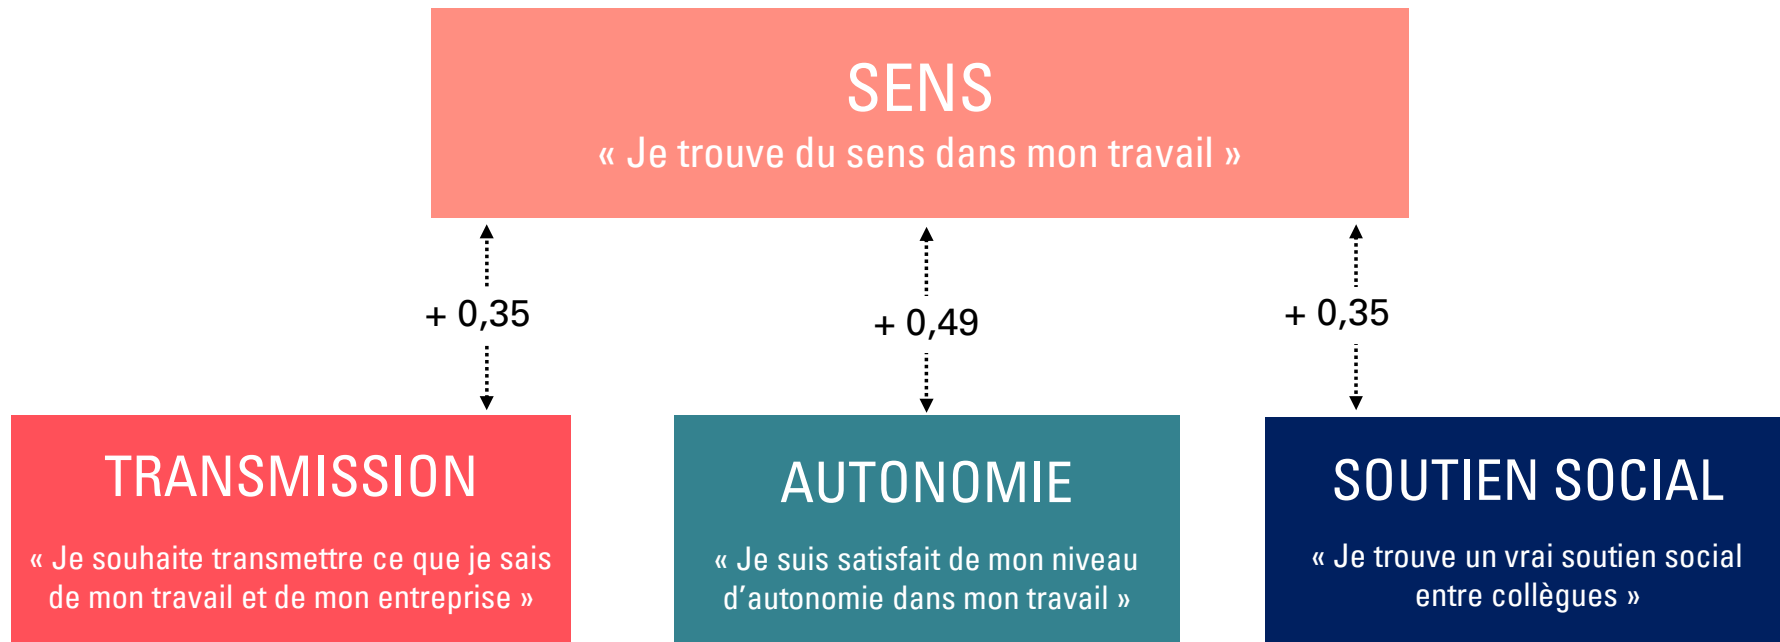 SENS
« Je trouve du sens dans mon travail »
+ 0,35
+ 0,49
+ 0,35
TRANSMISSION
« Je souhaite transmettre ce que je sais
de mon travail et de mon entreprise »
AUTONOMIE
« Je suis satisfait de mon niveau
d’autonomie dans mon travail »
SOUTIEN SOCIAL
« Je trouve un vrai soutien social
entre collègues »